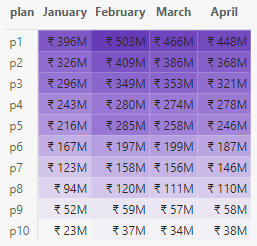 plan January February March April
p1 ₹ 396M ₹ 503M ₹ 466M ₹ 448M
p2 ₹ 326M ₹ 409M ₹ 386M ₹ 368M
p3 ₹ 296M ₹ 349M ₹ 353M ₹ 321M
p4 ₹ 243M ₹ 280M ₹ 274M ₹ 278M
p5 ₹ 216M ₹ 285M ₹ 258M ₹ 246M
p6 ₹ 167M ₹ 197M ₹ 199M ₹ 187M
p7 ₹ 123M ₹ 158M ₹ 156M ₹ 146M
p8 ₹ 94M ₹ 120M ₹ 111M ₹ 110M
p9 ₹ 52M ₹ 59M ₹ 57M ₹ 58M
p10 ₹ 23M ₹ 37M ₹ 34M ₹ 38M